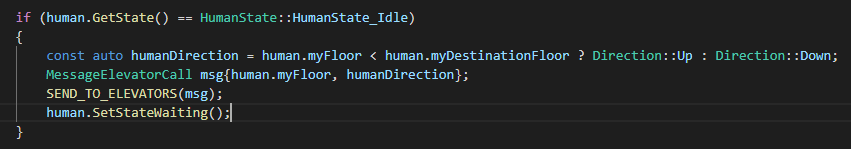 if (human.GetState() == HumanState::HumanState_Idle)
{
    const auto humanDirection = human.myFloor < human.myDestinationFloor ? Direction::Up : Direction::Down;
    MessageElevatorCall msg{human.myFloor, humanDirection};
    SEND_TO_ELEVATORS(msg);
    human.SetStateWaiting();
}